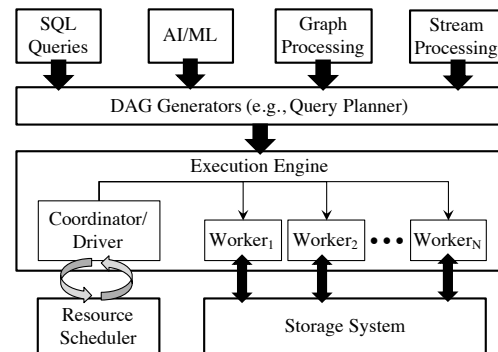 SQL
Queries
AI/ML
Graph
Processing
Stream
Processing
DAG Generators (e.g., Query Planner)
Execution Engine
Coordinator/
Driver
Worker₁
Worker₂
•••
Worker_N
Resource
Scheduler
Storage System